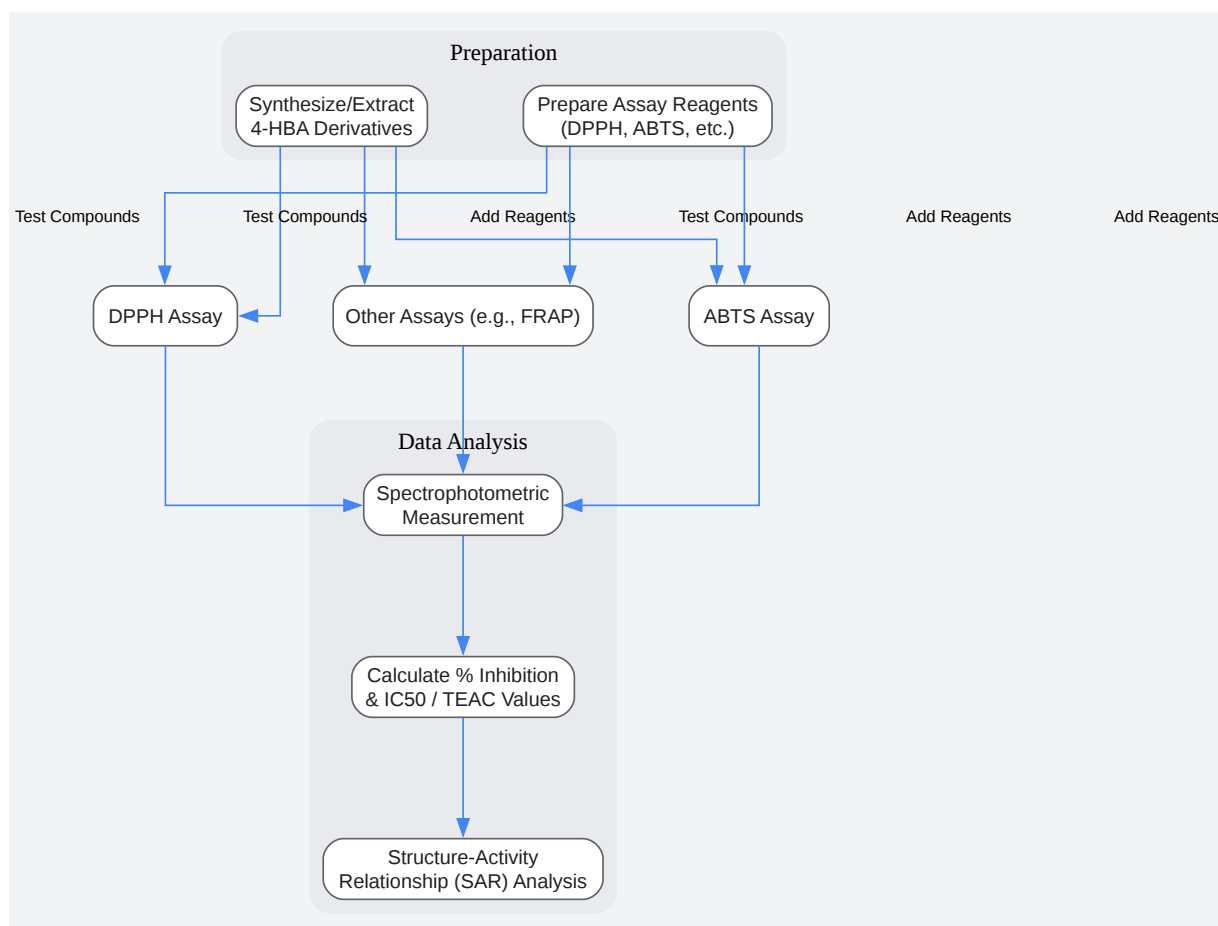 Preparation
Synthesize/Extract
4-HBA Derivatives
Prepare Assay Reagents
(DPPH, ABTS, etc.)
Test Compounds
Test Compounds
Add Reagents
Test Compounds
Add Reagents
Add Reagents
DPPH Assay
Other Assays (e.g., FRAP)
ABTS Assay
Data Analysis
Spectrophotometric
Measurement
Calculate % Inhibition
& IC50 / TEAC Values
Structure-Activity
Relationship (SAR) Analysis